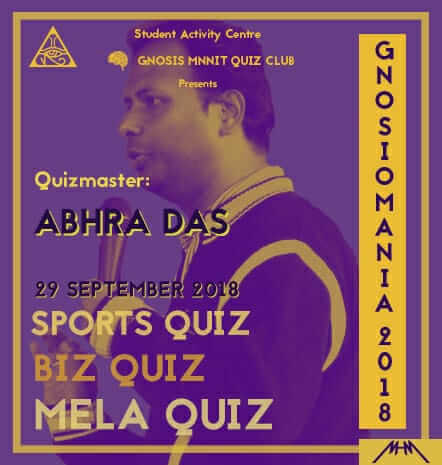 Student Activity Centre
GNOSIS MNNIT QUIZ CLUB
Presents
Quizmaster:
ABHRA DAS
29 SEPTEMBER 2018
SPORTS QUIZ
BIZ QUIZ
MELA QUIZ
GNOSIOMANIA 2018